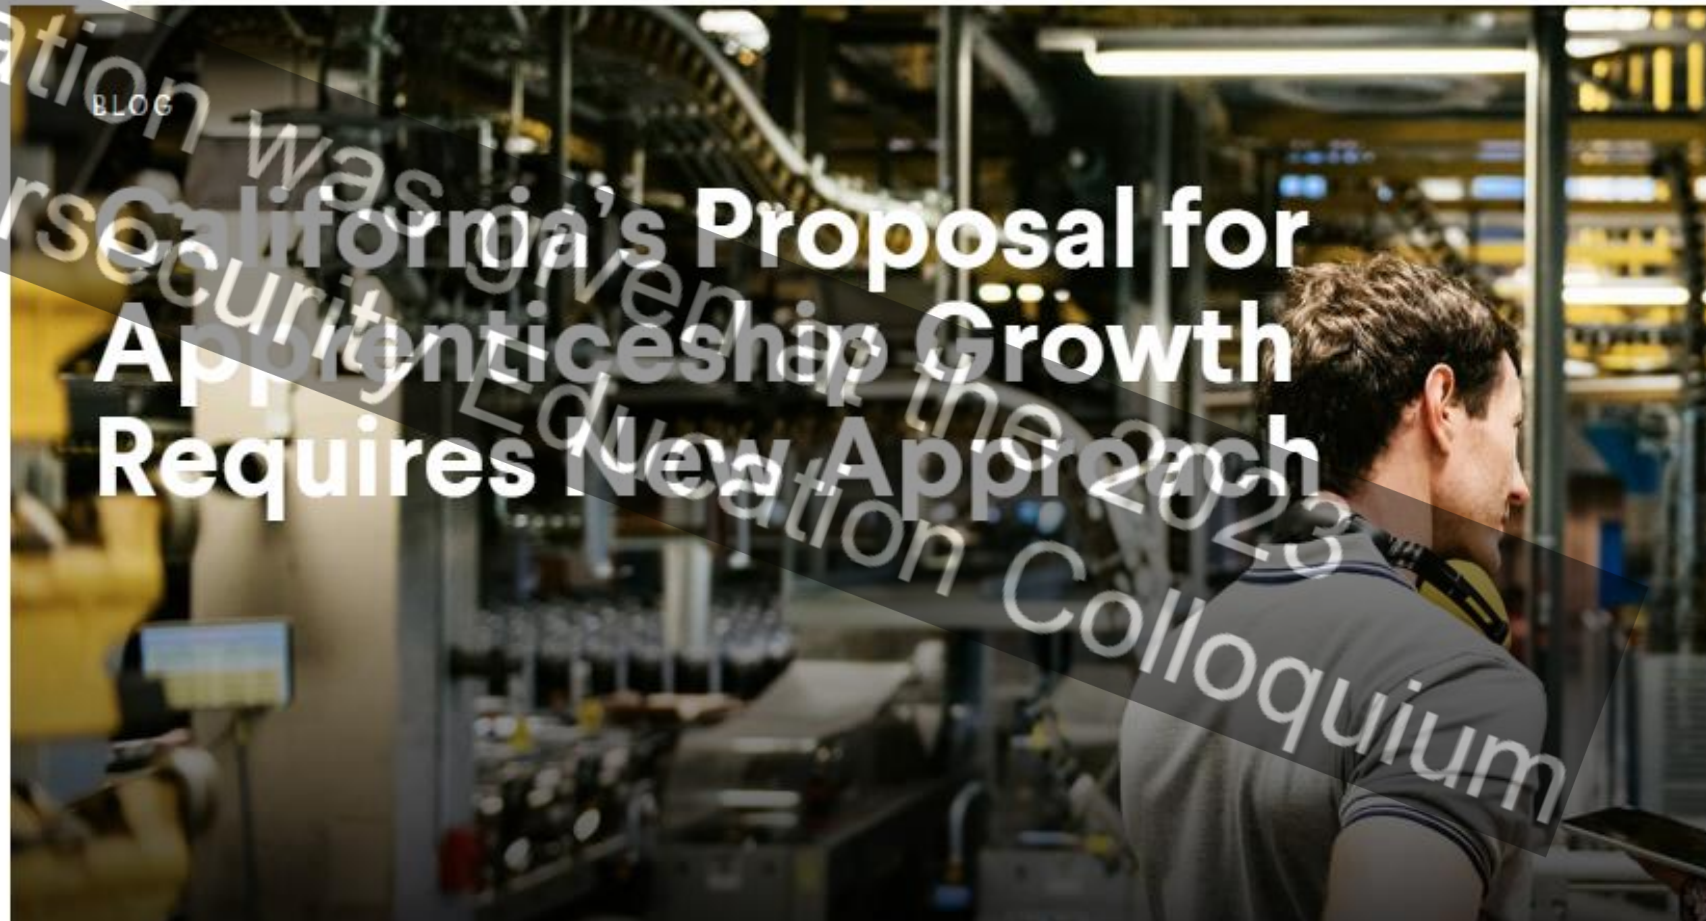 BLOG
California's Proposal for
Apprenticeship Growth
Requires New Approach
ation was given at the 2023
rsecurity Education Colloquium